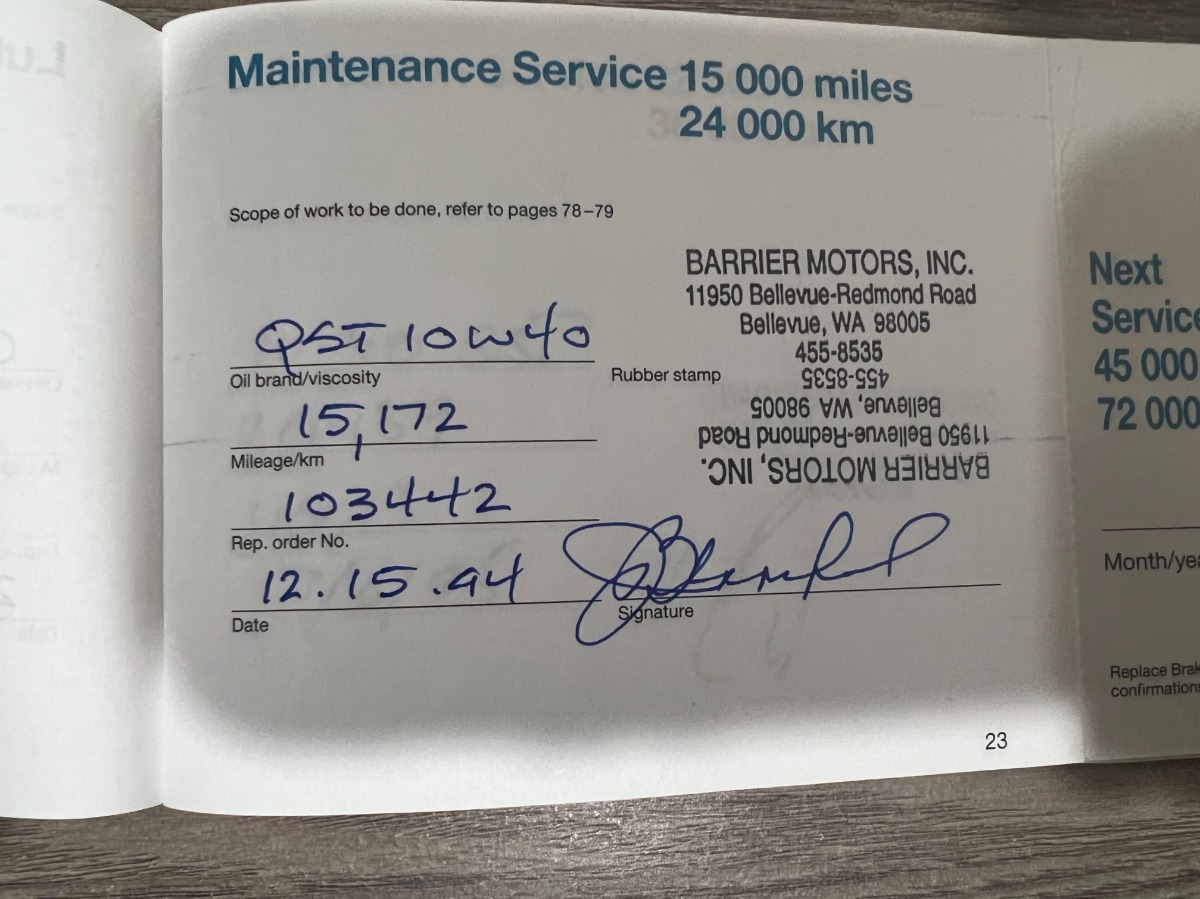 Maintenance Service 15 000 miles
24 000 km
Scope of work to be done, refer to pages 78–79
BARRIER MOTORS, INC.
11950 Bellevue-Redmond Road
Bellevue, WA 98005
455-8535
QST 10W40
Oil brand/viscosity
Rubber stamp
455-8535
Bellevue, WA 98005
11950 Bellevue-Redmond Road
BARRIER MOTORS, INC.
15,172
Mileage/km
103442
Rep. order No.
12.15.94
Date
Signature
23
Next
Service
45 000
72 000
Month/yea
Replace Brak
confirmations